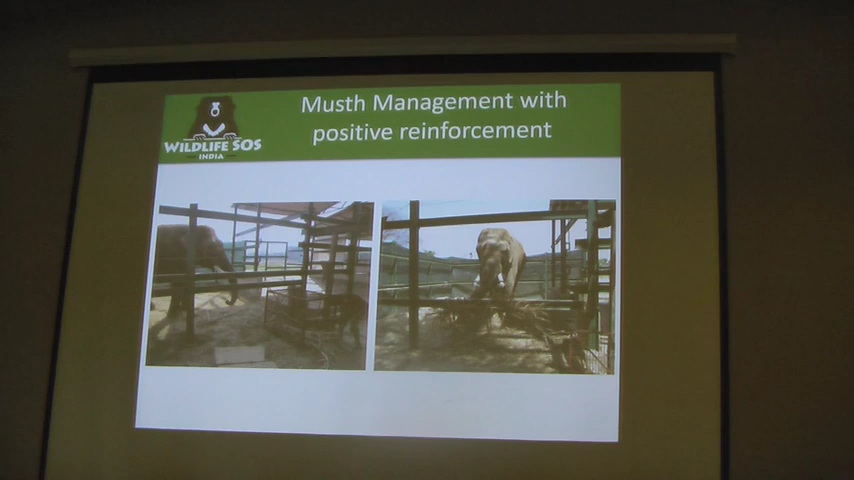 Musth Management with
positive reinforcement
WILDLIFE SOS
INDIA